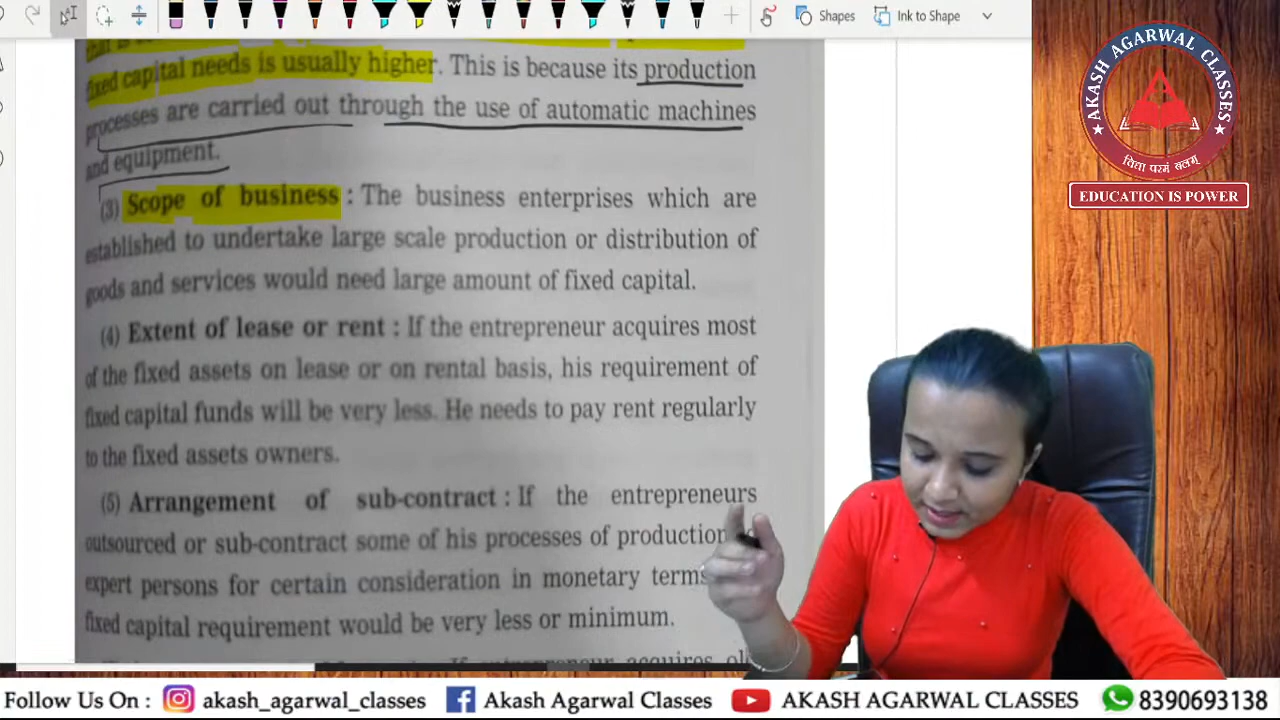 Shapes
Ink to Shape
fixed capital needs is usually higher. This is because its production
processes are carried out through the use of automatic machines
and equipment.
(3) Scope of business : The business enterprises which are
established to undertake large scale production or distribution of
goods and services would need large amount of fixed capital.
(4) Extent of lease or rent : If the entrepreneur acquires most
of the fixed assets on lease or on rental basis, his requirement of
fixed capital funds will be very less. He needs to pay rent regularly
to the fixed assets owners.
(5) Arrangement of sub-contract : If the entrepreneurs
outsourced or sub-contract some of his processes of production
expert persons for certain consideration in monetary terms
fixed capital requirement would be very less or minimum.
AKASH AGARWAL CLASSES
विद्या परमं बलम्
EDUCATION IS POWER
Follow Us On :
akash_agarwal_classes
Akash Agarwal Classes
AKASH AGARWAL CLASSES
8390693138